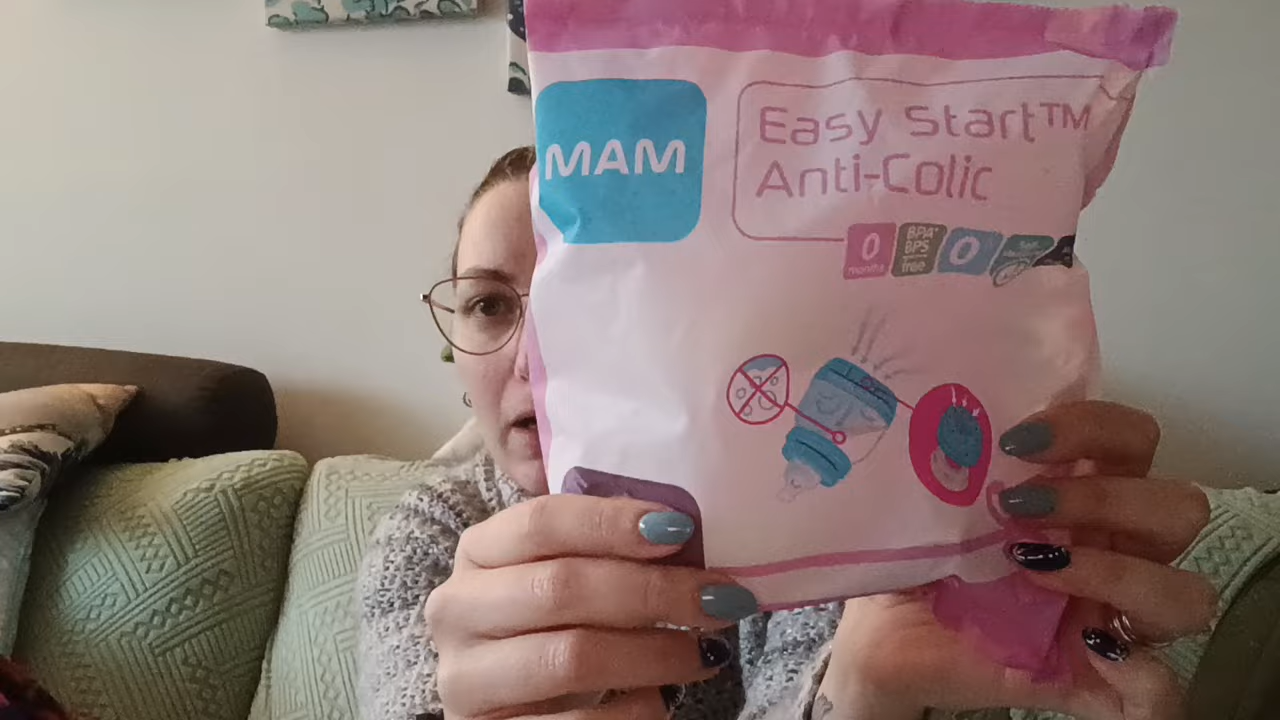 MAM
Easy Start™
Anti-Colic
0
months
BPA*
BPS
free
0